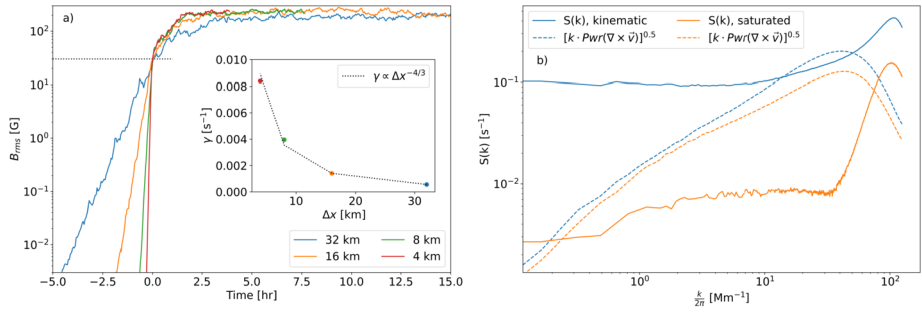 a)
10²
10¹
10⁰
10⁻¹
10⁻²
B_rms [G]
−5.0 −2.5 0.0 2.5 5.0 7.5 10.0 12.5 15.0
Time [hr]
0.010
0.008
0.006
0.004
0.002
0.000
γ [s⁻¹]
0 10 20 30
Δx [km]
γ ∝ Δx^{−4/3}
32 km 8 km
16 km 4 km
S(k), kinematic S(k), saturated
[k · Pwr(∇ × v⃗)]^{0.5} [k · Pwr(∇ × v⃗)]^{0.5}
b)
10⁻¹
10⁻²
S(k) [s⁻¹]
10⁰ 10¹ 10²
k/2π [Mm⁻¹]